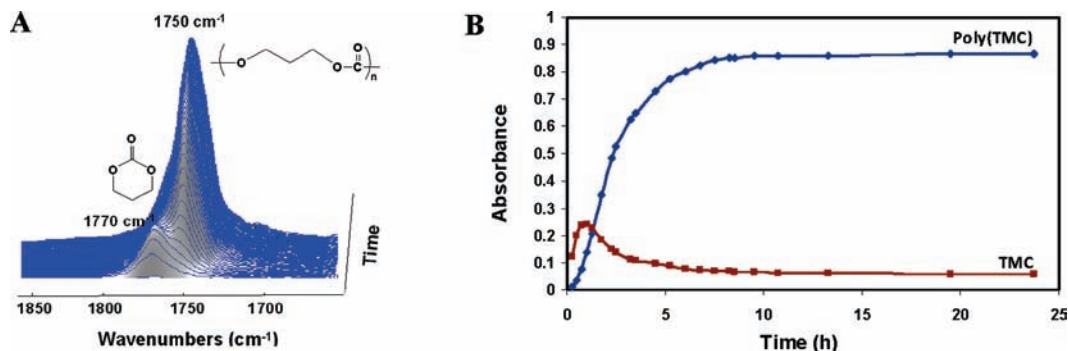 A
1750 cm⁻¹
O
O
O
C
n
O
O
O
1770 cm⁻¹
Time
1850 1800 1750 1700
Wavenumbers (cm⁻¹)
B
1
0.9
0.8
0.7
0.6
0.5
0.4
0.3
0.2
0.1
0
Absorbance
Poly(TMC)
TMC
0 5 10 15 20 25
Time (h)